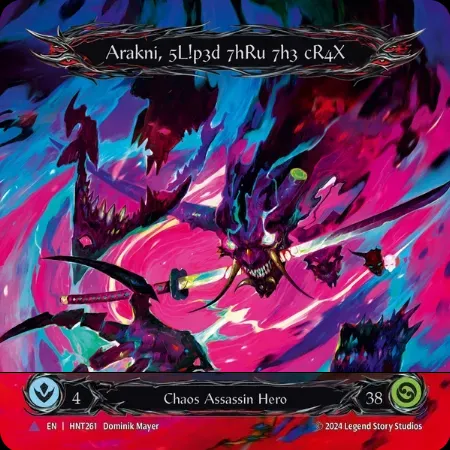 Arakni, 5L!p3d 7hRu 7h3 cR4X
4 Chaos Assassin Hero 38
EN | HNT261 Dominik Mayer © 2024 Legend Story Studios